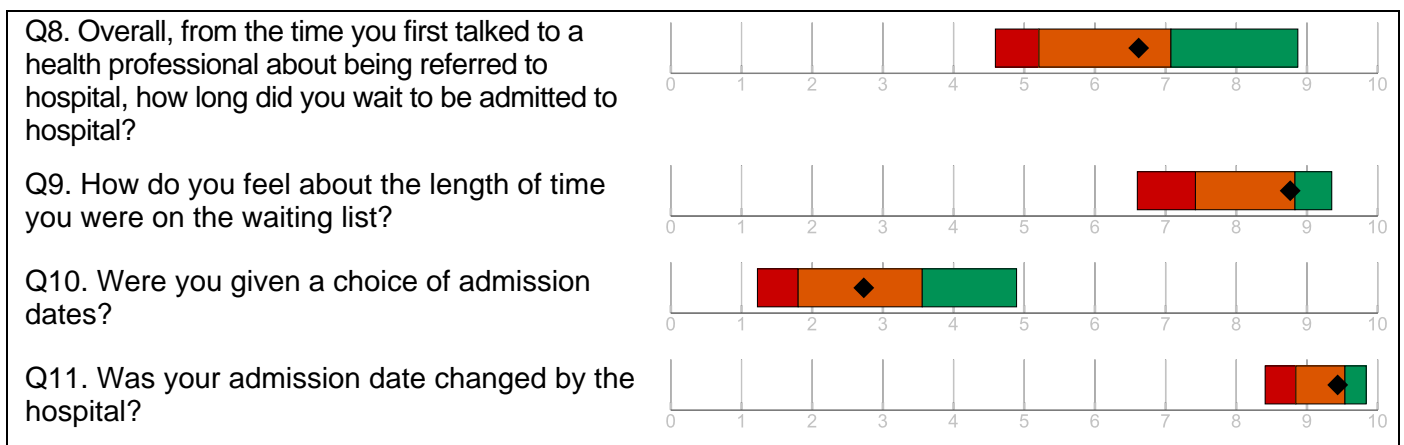 Q8. Overall, from the time you first talked to a
health professional about being referred to
hospital, how long did you wait to be admitted to
hospital?
0 1 2 3 4 5 6 7 8 9 10
Q9. How do you feel about the length of time
you were on the waiting list?
0 1 2 3 4 5 6 7 8 9 10
Q10. Were you given a choice of admission
dates?
0 1 2 3 4 5 6 7 8 9 10
Q11. Was your admission date changed by the
hospital?
0 1 2 3 4 5 6 7 8 9 10